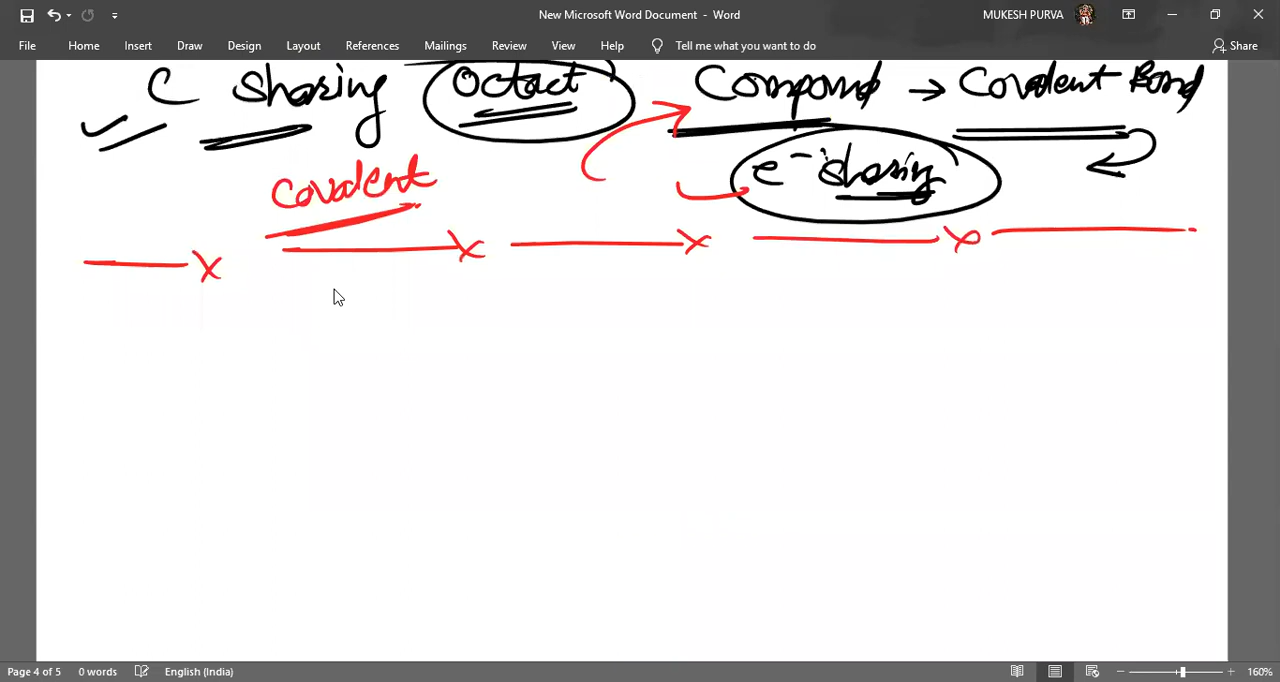 New Microsoft Word Document - Word
MUKESH PURVA
File Home Insert Draw Design Layout References Mailings Review View Help Tell me what you want to do Share
C Sharing Octact Compound → Covalent Bond
e⁻ sharing
Covalent
Page 4 of 5 0 words English (India) 160%